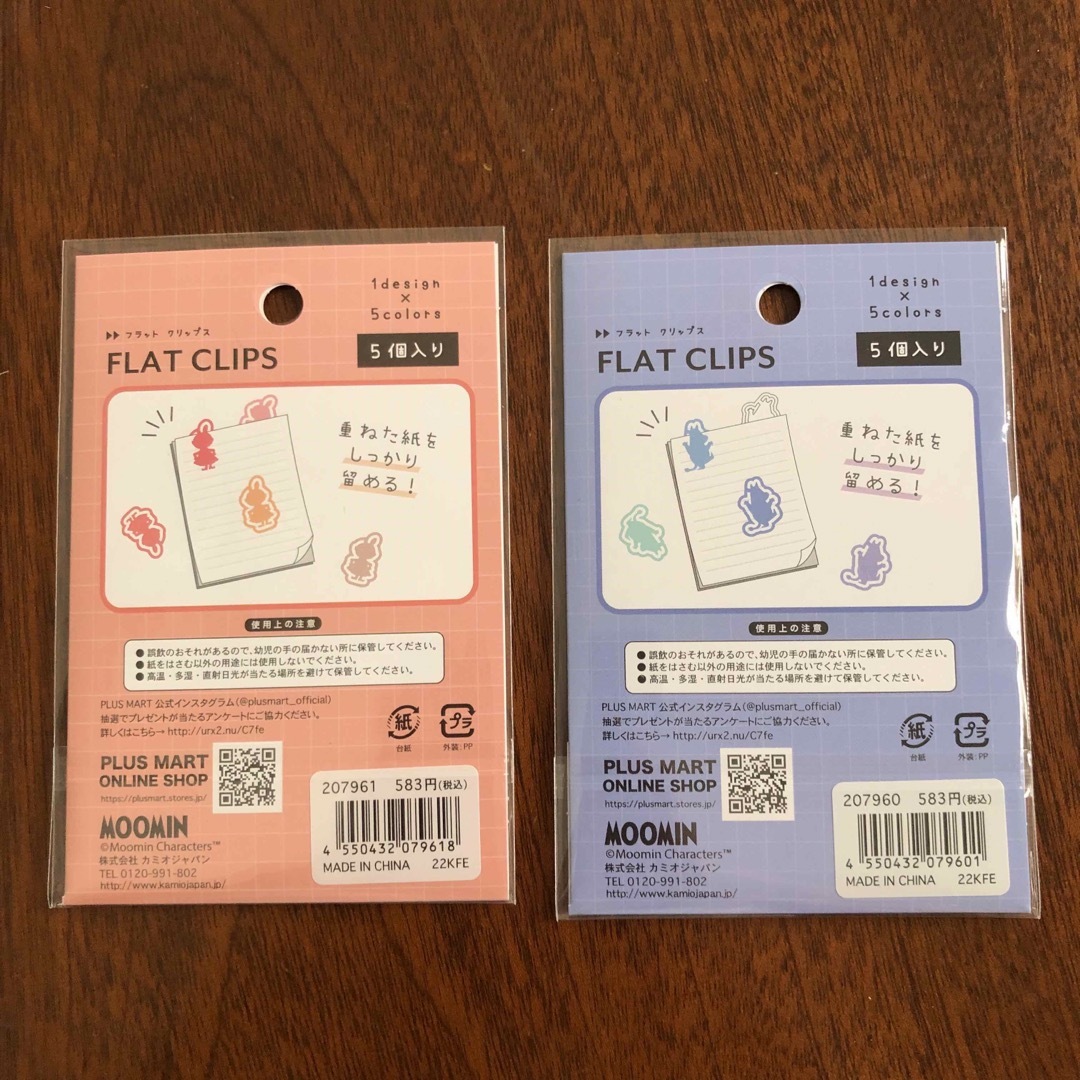 1design
×
5colors
フラット クリップス
FLAT CLIPS
5個入り
重ねた紙を
しっかり
留める!
使用上の注意
●誤飲のおそれがあるので、幼児の手の届かない所に保管してください。
●紙をはさむ以外の用途には使用しないでください。
●高温・多湿・直射日光が当たる場所を避けて保管してください。
PLUS MART 公式インスタグラム(@plusmart_official)
抽選でプレゼントが当たるアンケートにご協力ください。
詳しくはこちら→ http://urx2.nu/C7fe
紙
台紙
プラ
外装:PP
PLUS MART
ONLINE SHOP
https://plusmart.stores.jp/
MOOMIN
©Moomin Characters™
株式会社 カミオジャパン
TEL 0120-991-802
http://www.kamiojapan.jp/
207961 583円(税込)
4 550432 079618
MADE IN CHINA 22KFE
1design
×
5colors
フラット クリップス
FLAT CLIPS
5個入り
重ねた紙を
しっかり
留める!
使用上の注意
●誤飲のおそれがあるので、幼児の手の届かない所に保管してください。
●紙をはさむ以外の用途には使用しないでください。
●高温・多湿・直射日光が当たる場所を避けて保管してください。
PLUS MART 公式インスタグラム(@plusmart_official)
抽選でプレゼントが当たるアンケートにご協力ください。
詳しくはこちら→ http://urx2.nu/C7fe
紙
台紙
プラ
外装:PP
PLUS MART
ONLINE SHOP
https://plusmart.stores.jp/
MOOMIN
©Moomin Characters™
株式会社 カミオジャパン
TEL 0120-991-802
http://www.kamiojapan.jp/
207960 583円(税込)
4 550432 079601
MADE IN CHINA 22KFE